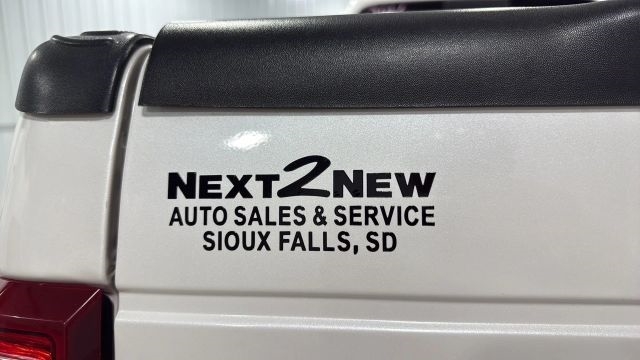 NEXT2NEW
AUTO SALES & SERVICE
SIOUX FALLS, SD